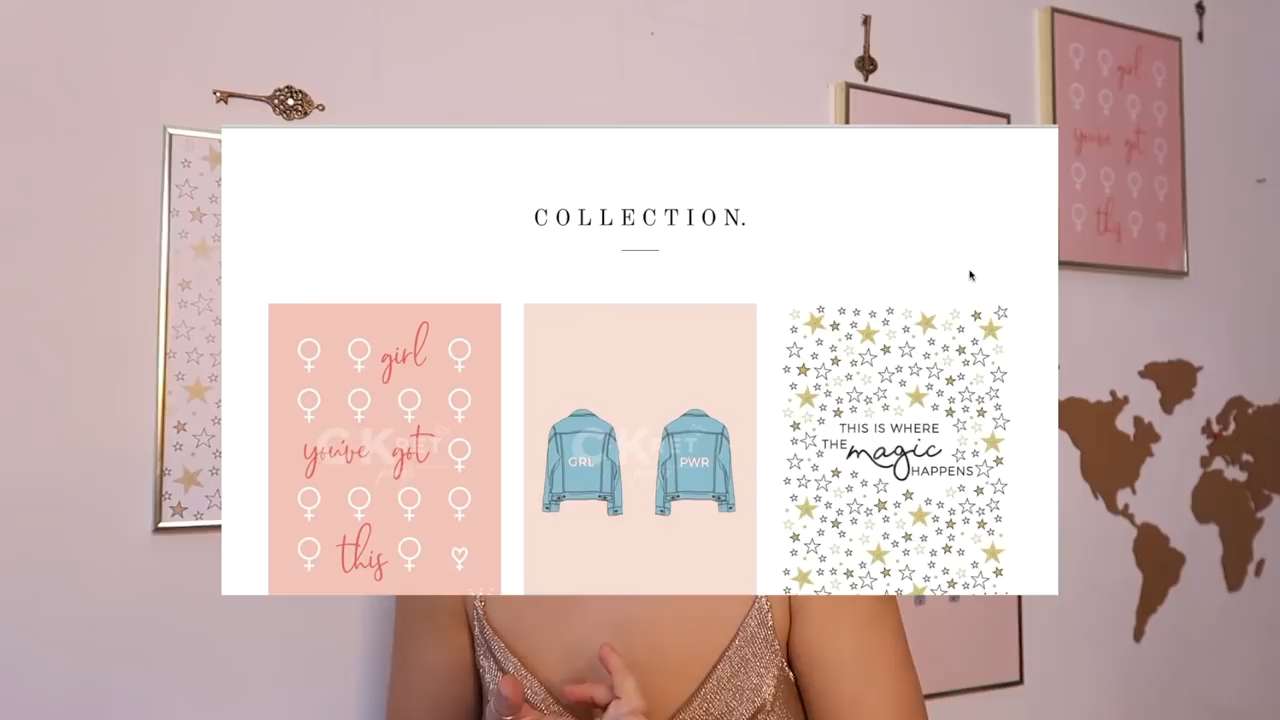 girl
you've got
this
COLLECTION.
girl
you've got
this
GRL PWR
THIS IS WHERE
THE magic
HAPPENS